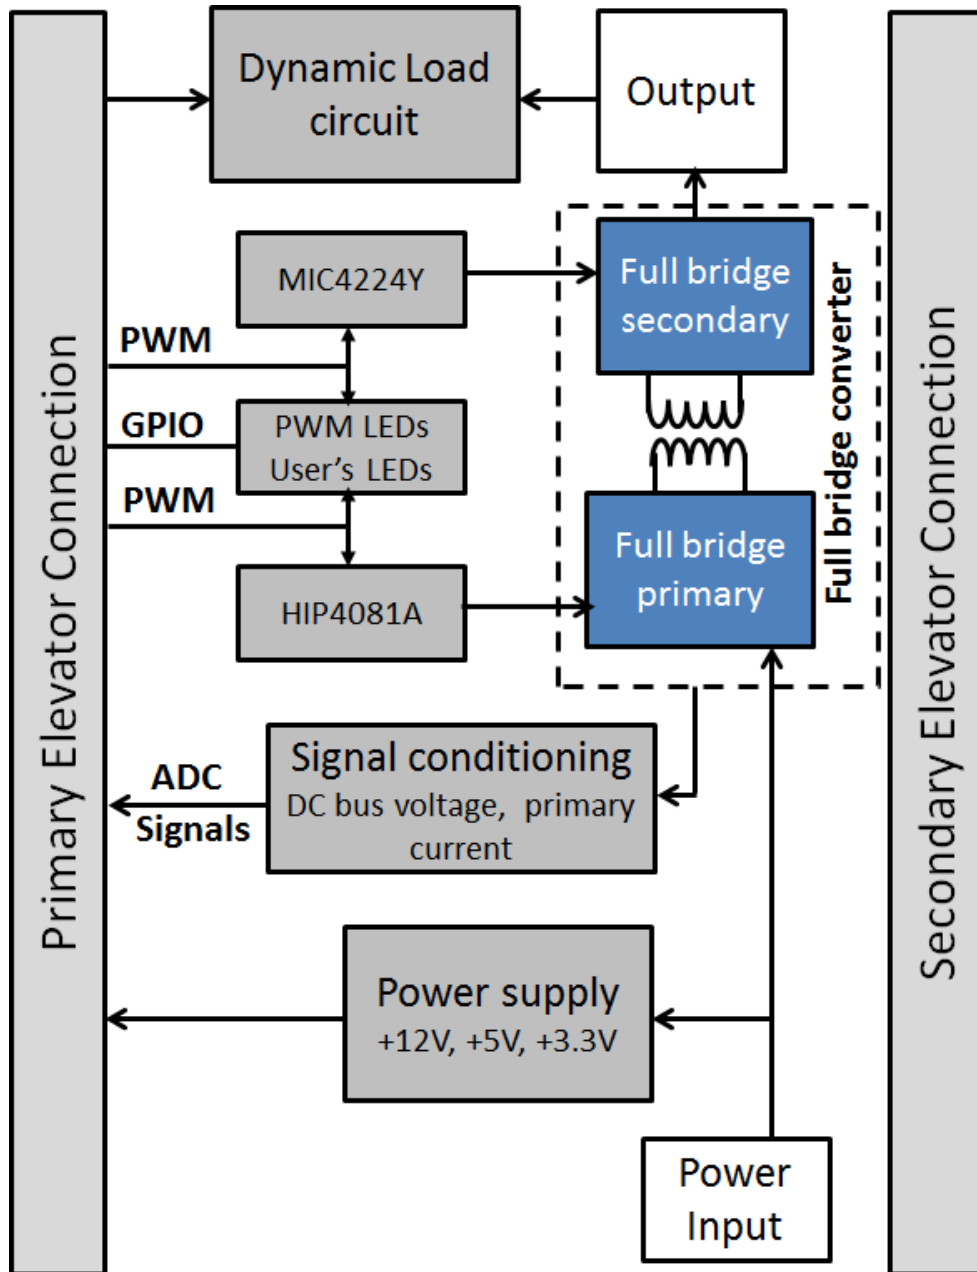 Primary Elevator Connection
Dynamic Load
circuit
Output
MIC4224Y
Full bridge
secondary
PWM
GPIO
PWM LEDs
User's LEDs
PWM
Full bridge converter
Full bridge
primary
HIP4081A
Signal conditioning
DC bus voltage, primary
current
ADC
Signals
Power supply
+12V, +5V, +3.3V
Power
Input
Secondary Elevator Connection